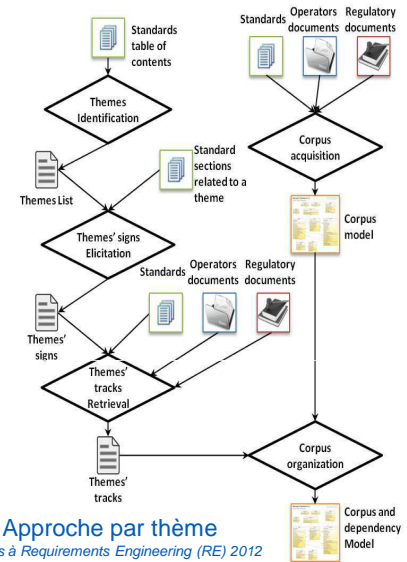 Standards
table of
contents
Themes
Identification
Themes List
Standard
sections
related to a
theme
Themes' signs
Elicitation
Standards
Operators
documents
Regulatory
documents
Themes'
signs
Themes'
tracks
Retrieval
Themes'
tracks
Standards
Operators
documents
Regulatory
documents
Corpus
acquisition
Corpus
model
Corpus
organization
Corpus and
dependency
Model
Approche par thème
à Requirements Engineering (RE) 2012